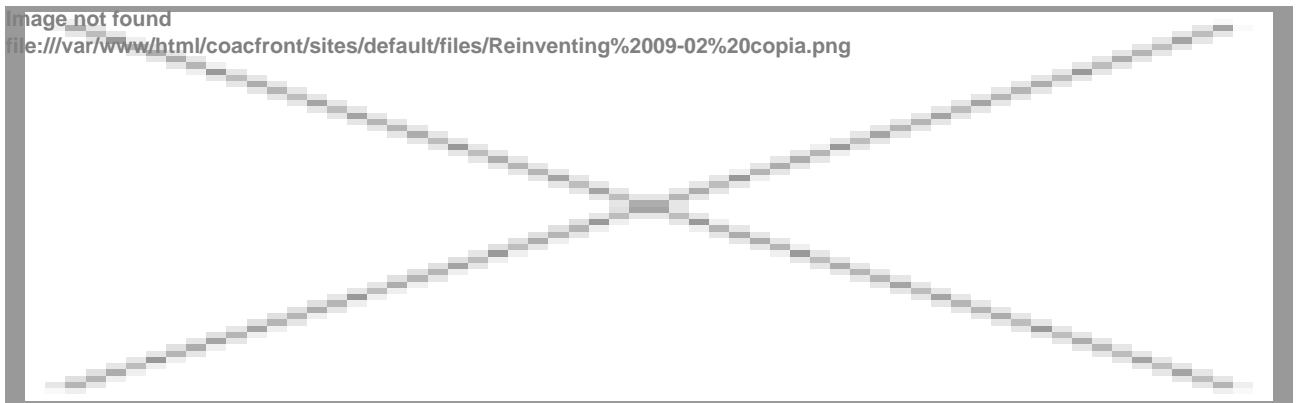 Image not found
file:///var/www/html/coacfront/sites/default/files/Reinventing%2009-02%20copia.png